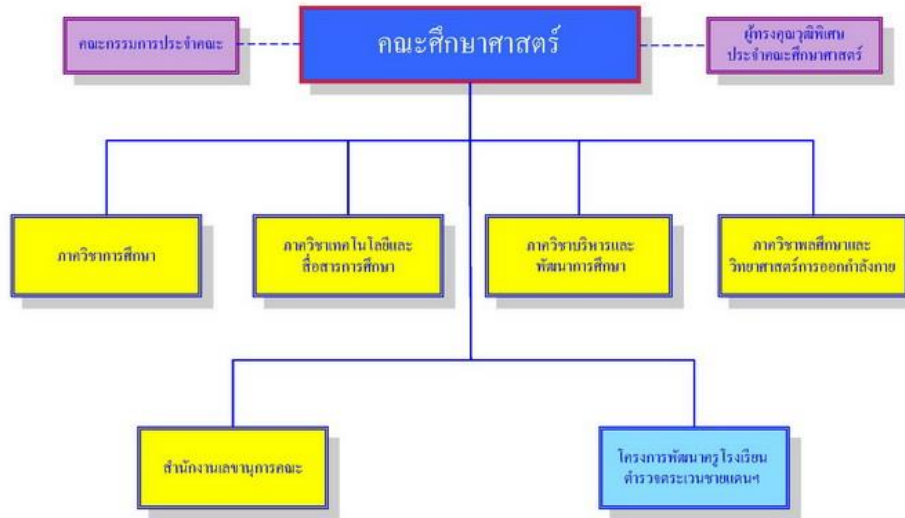 คณะกรรมการประจำคณะ
คณะศึกษาศาสตร์
ผู้ทรงคุณวุฒิพิเศษ
ประจำคณะศึกษาศาสตร์
ภาควิชาการศึกษา
ภาควิชาเทคโนโลยีและ
สื่อสารการศึกษา
ภาควิชาบริหารและ
พัฒนาการศึกษา
ภาควิชาพลศึกษาและ
วิทยาศาสตร์การออกกำลังกาย
สำนักงานเลขานุการคณะ
โครงการพัฒนาครูโรงเรียน
ตำรวจตระเวนชายแดนฯ